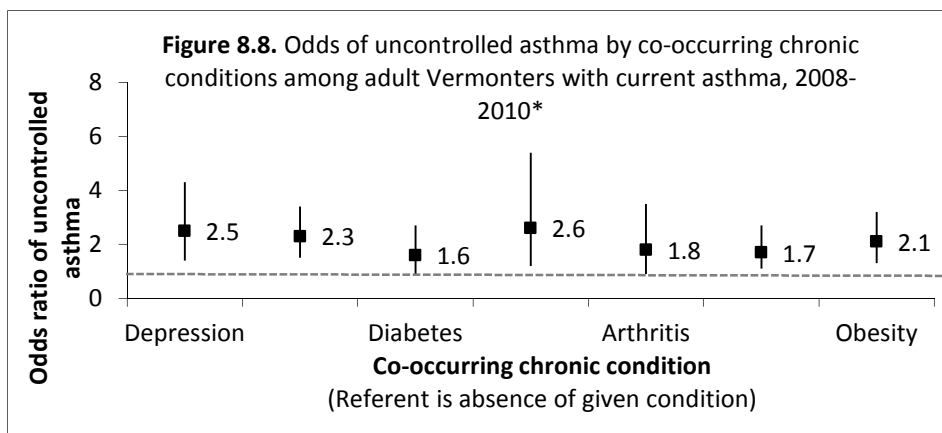 Figure 8.8. Odds of uncontrolled asthma by co-occurring chronic
conditions among adult Vermonters with current asthma, 2008-
2010*
Odds ratio of uncontrolled
asthma
8
6
4
2
0
2.5
2.3
1.6
2.6
1.8
1.7
2.1
Depression
Diabetes
Arthritis
Obesity
Co-occurring chronic condition
(Referent is absence of given condition)